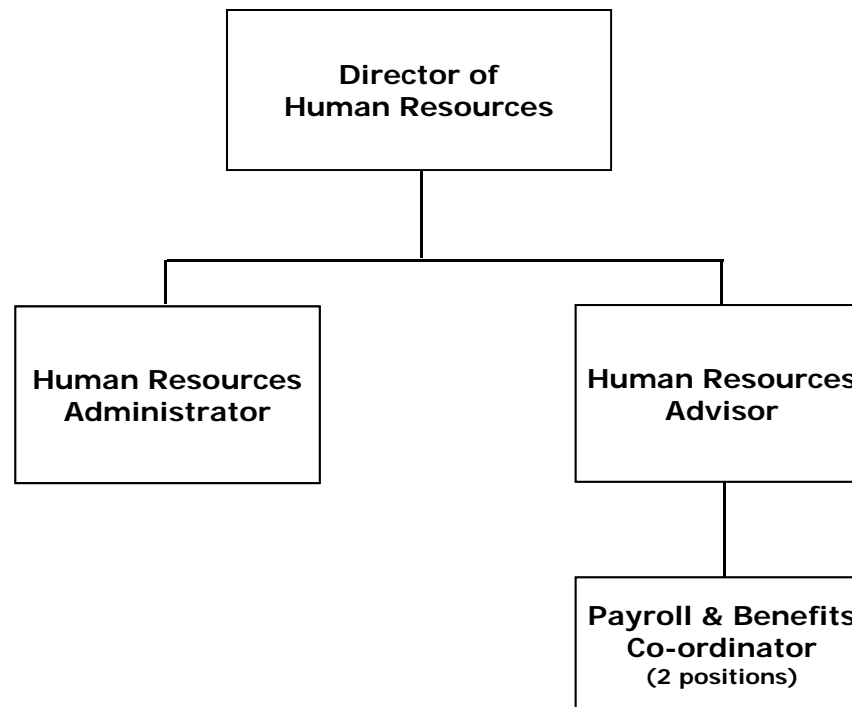 Director of
Human Resources
Human Resources
Administrator
Human Resources
Advisor
Payroll & Benefits
Co-ordinator
(2 positions)